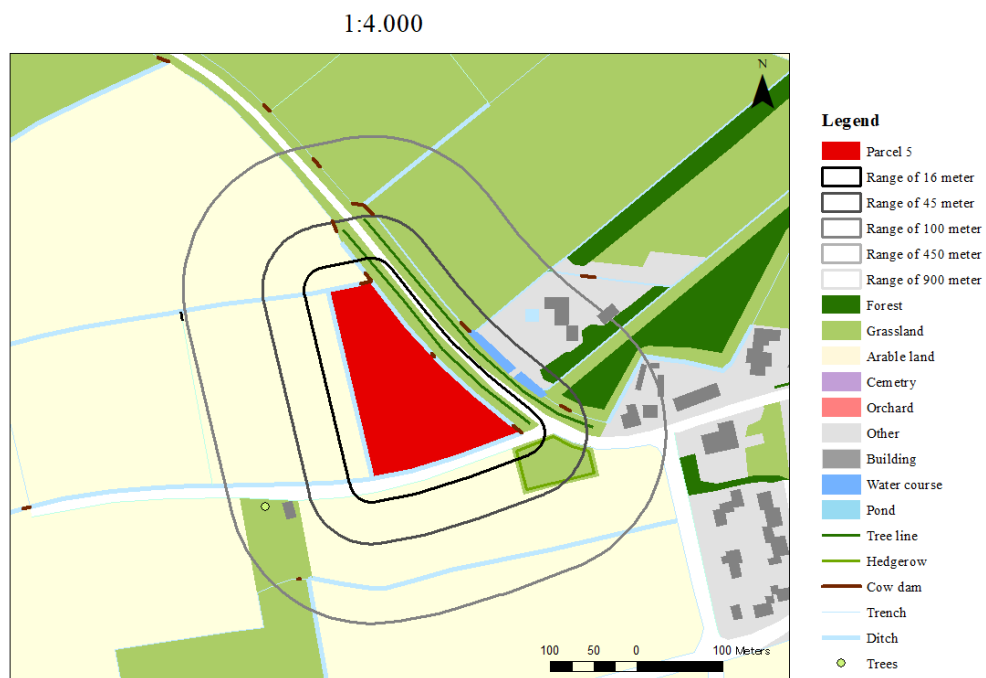 1:4.000
N
Legend
Parcel 5
Range of 16 meter
Range of 45 meter
Range of 100 meter
Range of 450 meter
Range of 900 meter
Forest
Grassland
Arable land
Cemetry
Orchard
Other
Building
Water course
Pond
Tree line
Hedgerow
Cow dam
Trench
Ditch
Trees
100 50 0 100 Meters